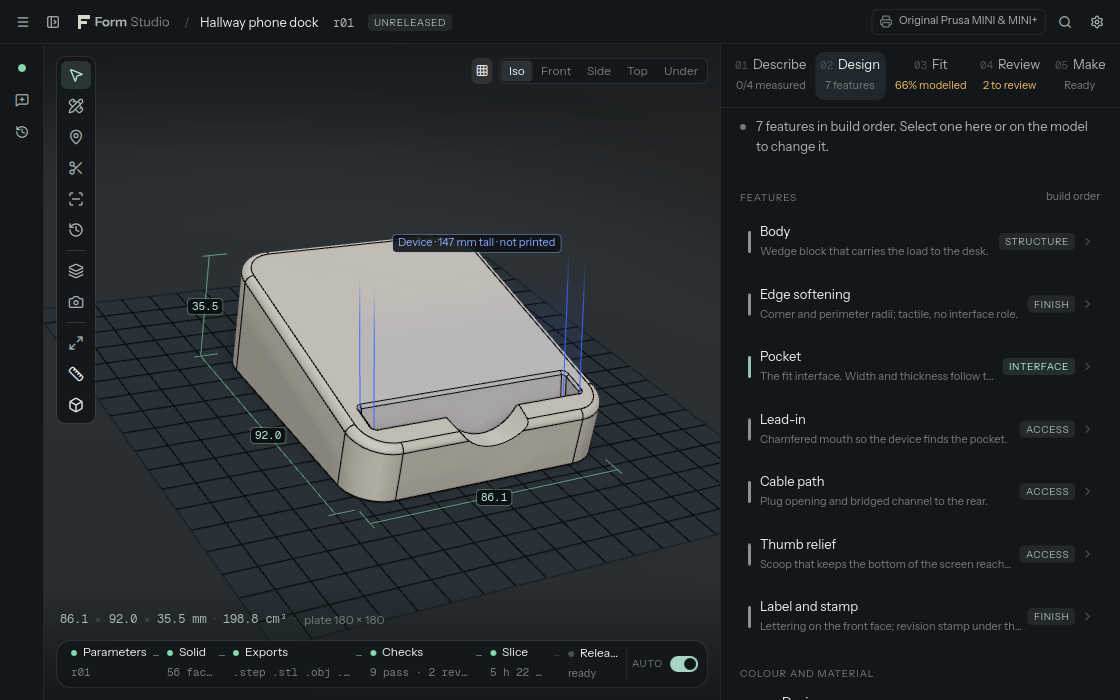 Form Studio / Hallway phone dock r01 UNRELEASED
Original Prusa MINI & MINI+
Iso Front Side Top Under
01 Describe
0/4 measured
02 Design
7 features
03 Fit
66% modelled
04 Review
2 to review
05 Make
Ready
7 features in build order. Select one here or on the model
to change it.
FEATURES build order
Body
Wedge block that carries the load to the desk.
STRUCTURE
Edge softening
Corner and perimeter radii; tactile, no interface role.
FINISH
Pocket
The fit interface. Width and thickness follow t...
INTERFACE
Lead-in
Chamfered mouth so the device finds the pocket.
ACCESS
Cable path
Plug opening and bridged channel to the rear.
ACCESS
Thumb relief
Scoop that keeps the bottom of the screen reach...
ACCESS
Label and stamp
Lettering on the front face; revision stamp under th...
FINISH
COLOUR AND MATERIAL
Device · 147 mm tall · not printed
35.5
92.0
86.1
86.1 × 92.0 × 35.5 mm · 198.8 cm³ plate 180 × 180
Parameters
r01
Solid
56 fac...
Exports
.step .stl .obj ...
Checks
9 pass · 2 rev...
Slice
5 h 22 ...
Relea...
ready
AUTO